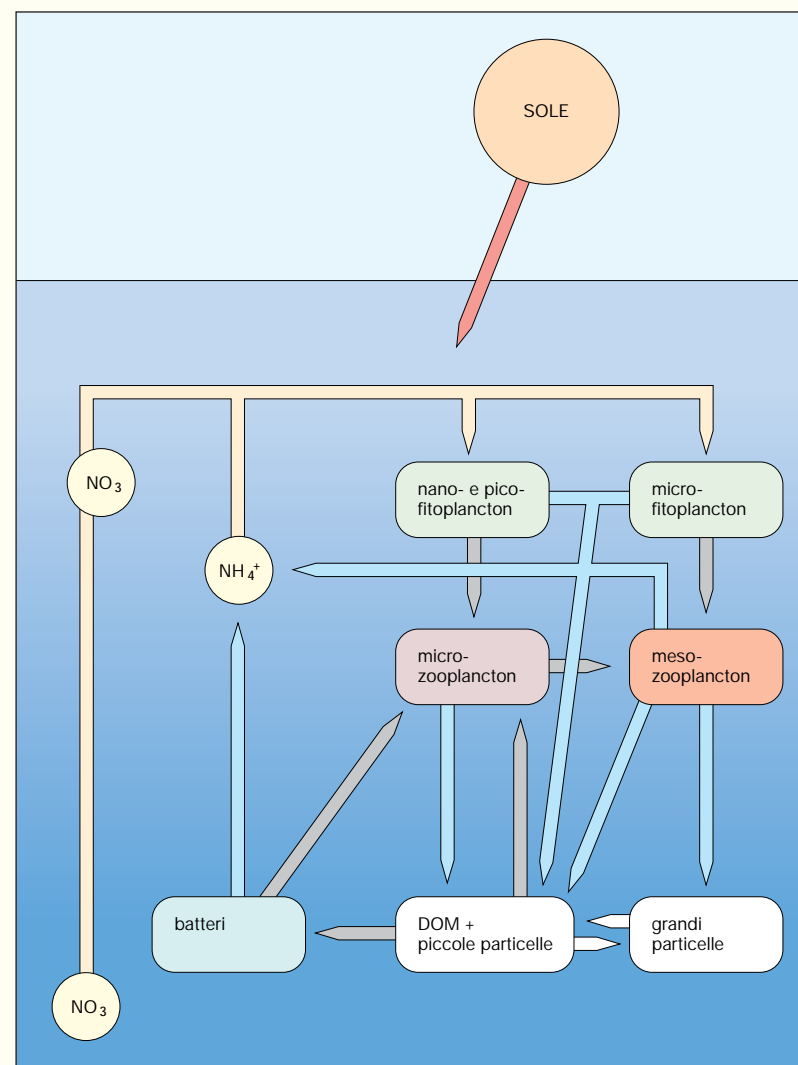 SOLE
NO₃
nano- e pico-
fitoplancton
micro-
fitoplancton
NH₄⁺
micro-
zooplancton
meso-
zooplancton
batteri
DOM +
piccole particelle
grandi
particelle
NO₃